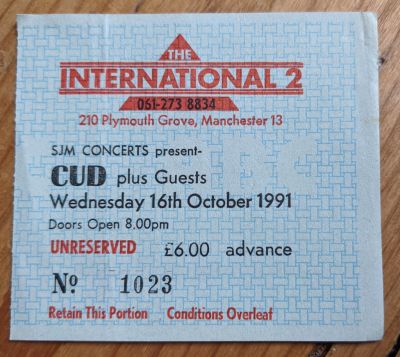 THE
INTERNATIONAL 2
061-273 8834
210 Plymouth Grove, Manchester 13
SJM CONCERTS present-
CUD plus Guests
Wednesday 16th October 1991
Doors Open 8.00pm
UNRESERVED £6.00 advance
Nº 1023
Retain This Portion Conditions Overleaf